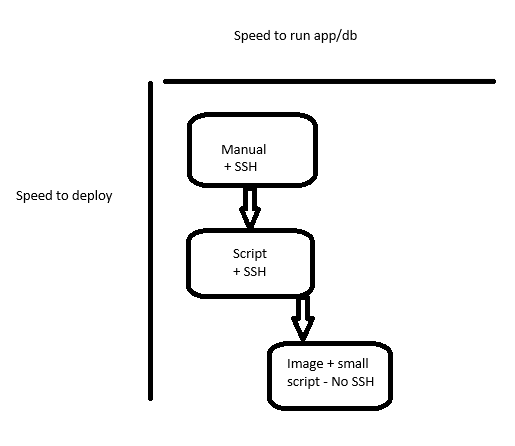 Speed to run app/db
Manual
+ SSH
Speed to deploy
Script
+ SSH
Image + small
script - No SSH